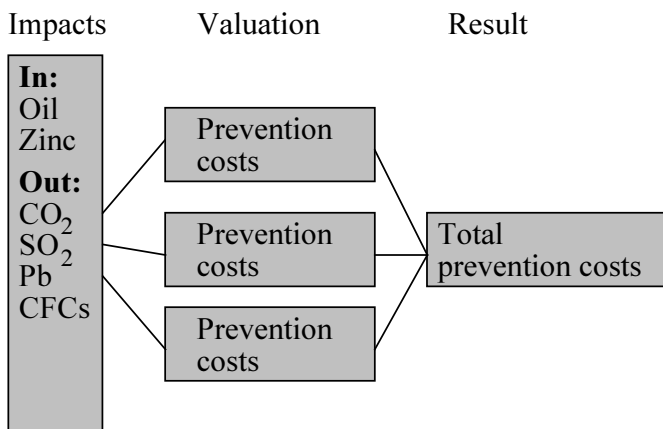 Impacts Valuation Result
In:
Oil
Zinc
Out:
CO₂
SO₂
Pb
CFCs
Prevention
costs
Prevention
costs
Prevention
costs
Total
prevention costs